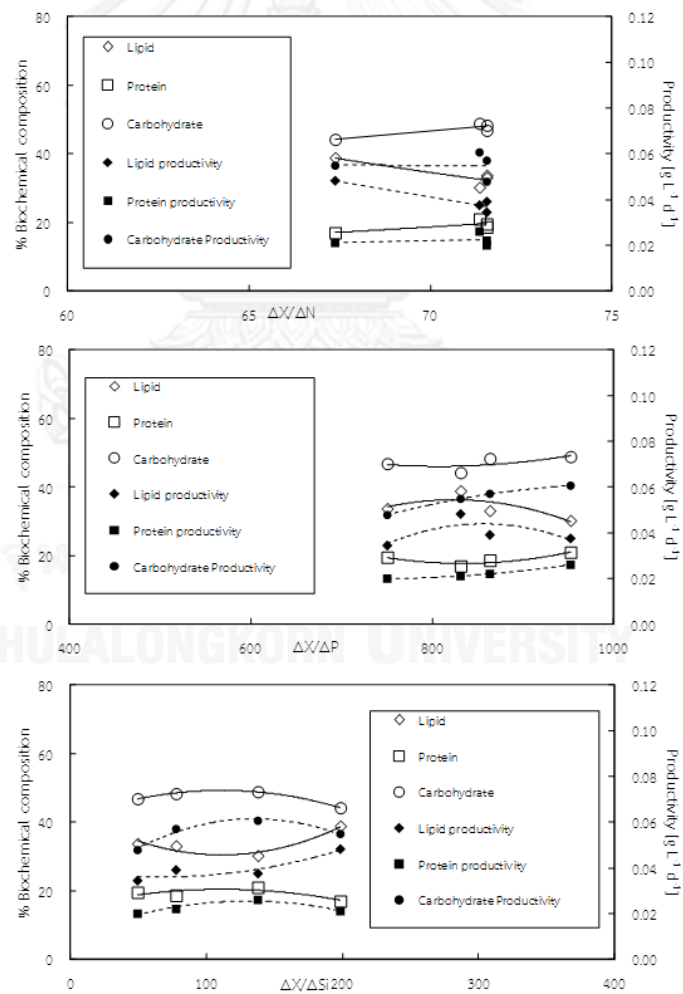 80
60
40
20
0
% Biochemical composition
Lipid
Protein
Carbohydrate
Lipid productivity
Protein productivity
Carbohydrate Productivity
0.12
0.10
0.08
0.06
0.04
0.02
0.00
Productivity [g L⁻¹ d⁻¹]
60
65
70
75
ΔX/ΔN
80
60
40
20
0
% Biochemical composition
Lipid
Protein
Carbohydrate
Lipid productivity
Protein productivity
Carbohydrate Productivity
0.12
0.10
0.08
0.06
0.04
0.02
0.00
Productivity [g L⁻¹ d⁻¹]
400
600
800
1000
ΔX/ΔP
HULALONGKORN UNIVERSITY
80
60
40
20
0
% Biochemical composition
Lipid
Protein
Carbohydrate
Lipid productivity
Protein productivity
Carbohydrate Productivity
0.12
0.10
0.08
0.06
0.04
0.02
0.00
Productivity [g L⁻¹ d⁻¹]
0
100
200
300
400
ΔX/ΔSi